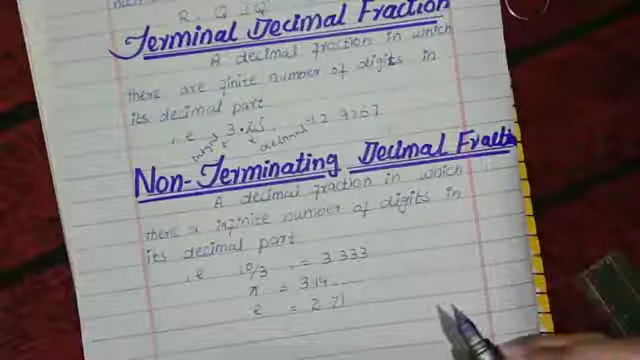 R Q
Terminal Decimal Fraction
A decimal fraction in which
there are finite number of digits in
its decimal part
i.e → 3.25
decimal
Non-Terminating Decimal Fractio
A decimal fraction in which
there a infinite number of digits in
its decimal part
i.e 10/3 = 3.333
π = 3.14...
e = 2.71